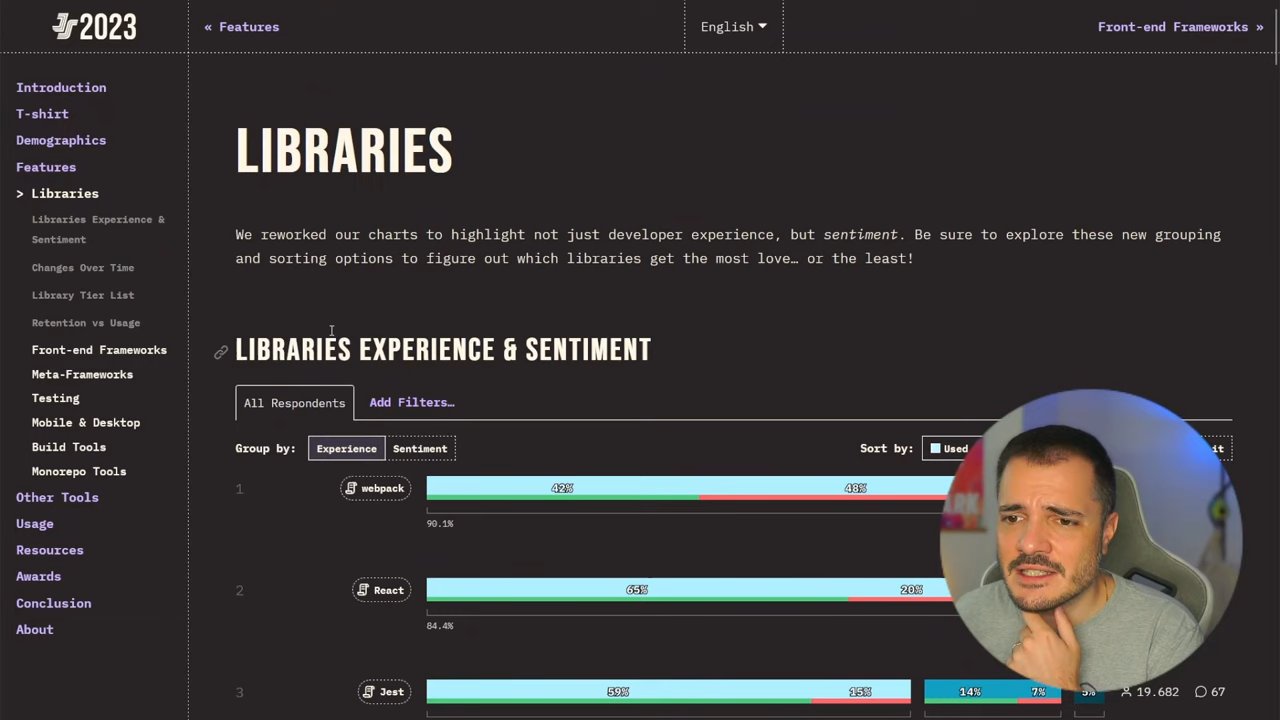 JS 2023
« Features
English
Front-end Frameworks »
Introduction
T-shirt
Demographics
Features
> Libraries
Libraries Experience &
Sentiment
Changes Over Time
Library Tier List
Retention vs Usage
Front-end Frameworks
Meta-Frameworks
Testing
Mobile & Desktop
Build Tools
Monorepo Tools
Other Tools
Usage
Resources
Awards
Conclusion
About
LIBRARIES
We reworked our charts to highlight not just developer experience, but sentiment. Be sure to explore these new grouping
and sorting options to figure out which libraries get the most love… or the least!
LIBRARIES EXPERIENCE & SENTIMENT
All Respondents Add Filters…
Group by: Experience Sentiment Sort by: Used
1 webpack 42% 48%
90.1%
2 React 65% 20%
84.4%
3 Jest 59% 15% 14% 7% 5% 19.682 67